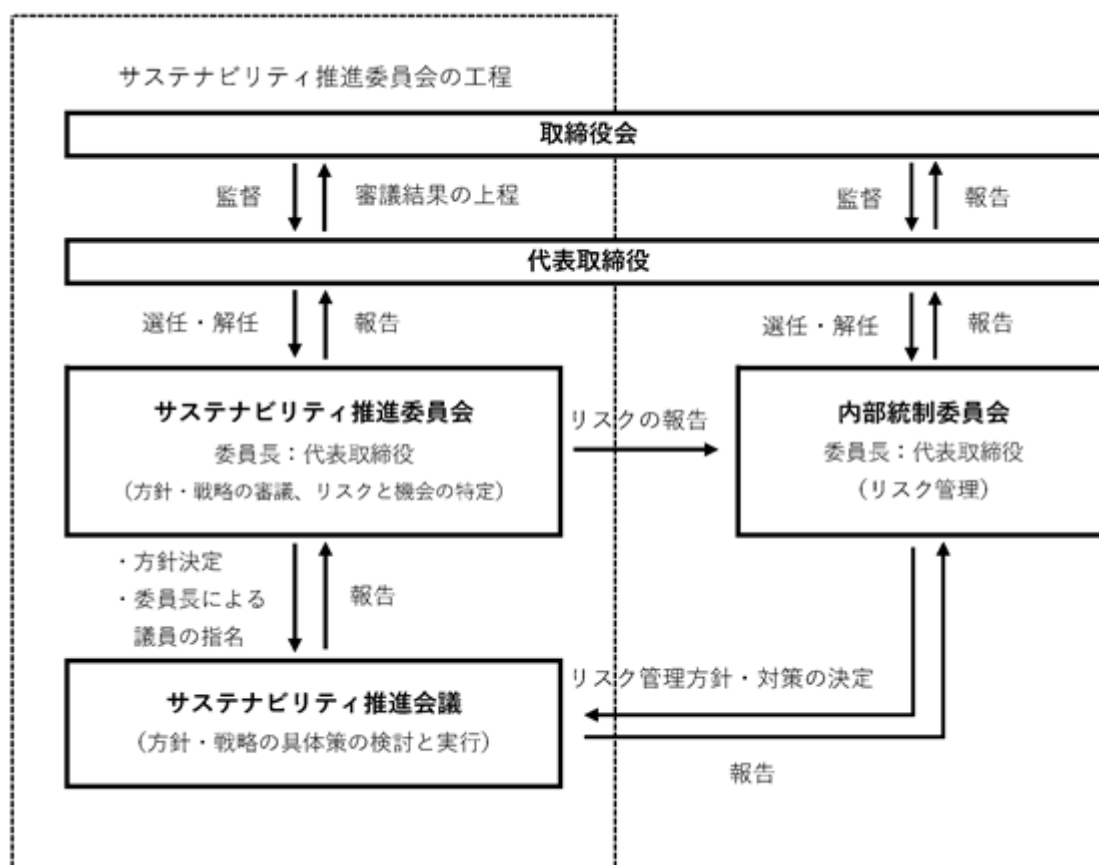 サステナビリティ推進委員会の工程
取締役会
監督
審議結果の上程
監督
報告
代表取締役
選任・解任
報告
選任・解任
報告
サステナビリティ推進委員会
委員長：代表取締役
（方針・戦略の審議、リスクと機会の特定）
リスクの報告
内部統制委員会
委員長：代表取締役
（リスク管理）
・方針決定
・委員長による
議員の指名
報告
サステナビリティ推進会議
（方針・戦略の具体策の検討と実行）
リスク管理方針・対策の決定
報告